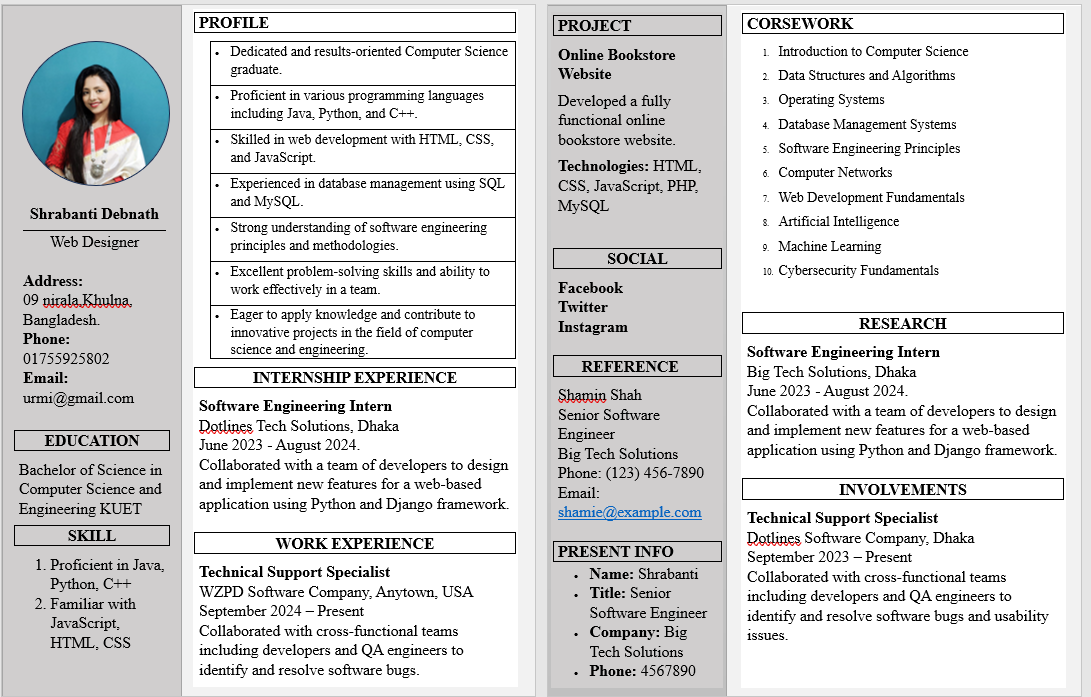 Shrabanti Debnath
Web Designer
Address:
09 nirala,Khulna,
Bangladesh.
Phone:
01755925802
Email:
urmi@gmail.com
EDUCATION
Bachelor of Science in
Computer Science and
Engineering KUET
SKILL
1. Proficient in Java,
Python, C++
2. Familiar with
JavaScript,
HTML, CSS
PROFILE
• Dedicated and results-oriented Computer Science
graduate.
• Proficient in various programming languages
including Java, Python, and C++.
• Skilled in web development with HTML, CSS,
and JavaScript.
• Experienced in database management using SQL
and MySQL.
• Strong understanding of software engineering
principles and methodologies.
• Excellent problem-solving skills and ability to
work effectively in a team.
• Eager to apply knowledge and contribute to
innovative projects in the field of computer
science and engineering.
INTERNSHIP EXPERIENCE
Software Engineering Intern
Dotlines Tech Solutions, Dhaka
June 2023 - August 2024.
Collaborated with a team of developers to design
and implement new features for a web-based
application using Python and Django framework.
WORK EXPERIENCE
Technical Support Specialist
WZPD Software Company, Anytown, USA
September 2024 – Present
Collaborated with cross-functional teams
including developers and QA engineers to
identify and resolve software bugs.
PROJECT
Online Bookstore
Website
Developed a fully
functional online
bookstore website.
Technologies: HTML,
CSS, JavaScript, PHP,
MySQL
SOCIAL
Facebook
Twitter
Instagram
REFERENCE
Shamin Shah
Senior Software
Engineer
Big Tech Solutions
Phone: (123) 456-7890
Email:
shamie@example.com
PRESENT INFO
• Name: Shrabanti
• Title: Senior
Software Engineer
• Company: Big
Tech Solutions
• Phone: 4567890
CORSEWORK
1. Introduction to Computer Science
2. Data Structures and Algorithms
3. Operating Systems
4. Database Management Systems
5. Software Engineering Principles
6. Computer Networks
7. Web Development Fundamentals
8. Artificial Intelligence
9. Machine Learning
10. Cybersecurity Fundamentals
RESEARCH
Software Engineering Intern
Big Tech Solutions, Dhaka
June 2023 - August 2024.
Collaborated with a team of developers to design
and implement new features for a web-based
application using Python and Django framework.
INVOLVEMENTS
Technical Support Specialist
Dotlines Software Company, Dhaka
September 2023 – Present
Collaborated with cross-functional teams
including developers and QA engineers to
identify and resolve software bugs and usability
issues.